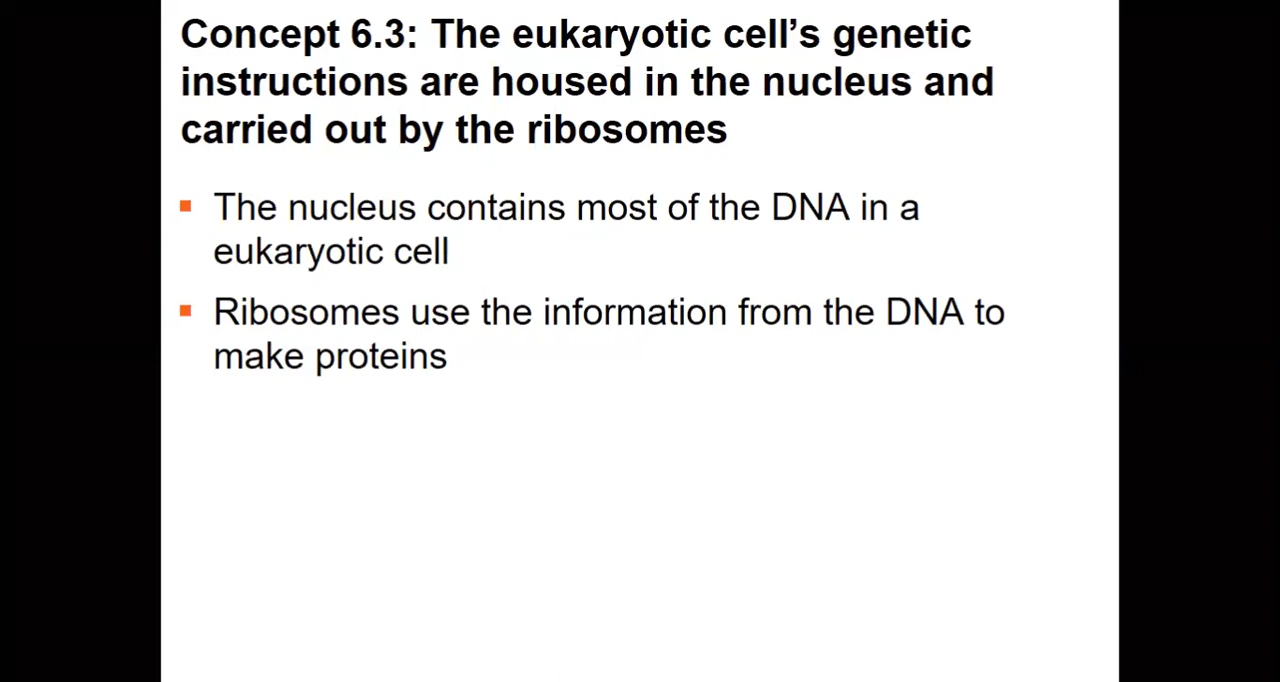 Concept 6.3: The eukaryotic cell’s genetic
instructions are housed in the nucleus and
carried out by the ribosomes
The nucleus contains most of the DNA in a
eukaryotic cell
Ribosomes use the information from the DNA to
make proteins